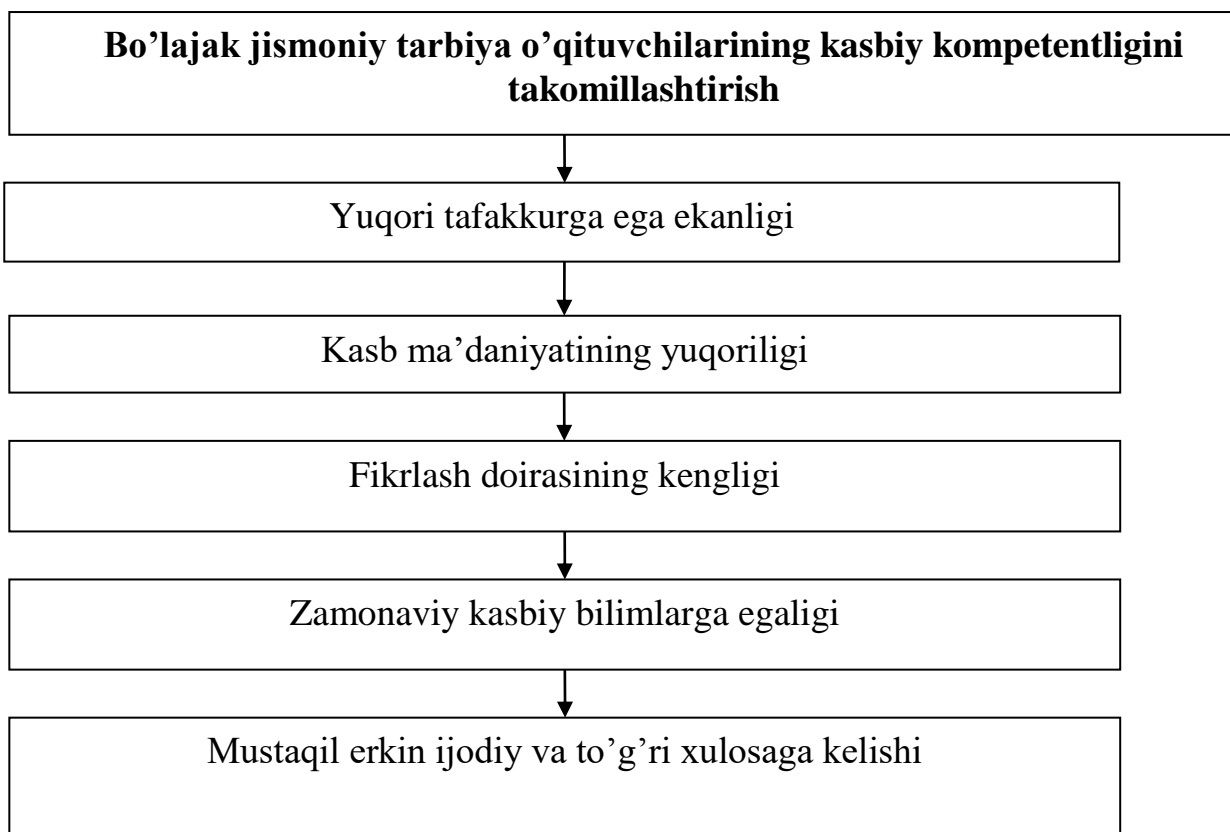 Bo’lajak jismoniy tarbiya o’qituvchilarining kasbiy kompetentligini
takomillashtirish
Yuqori tafakkurga ega ekanligi
Kasb ma’daniyatining yuqoriligi
Fikrlash doirasining kengligi
Zamonaviy kasbiy bilimlarga egaligi
Mustaqil erkin ijodiy va to’g’ri xulosaga kelishi